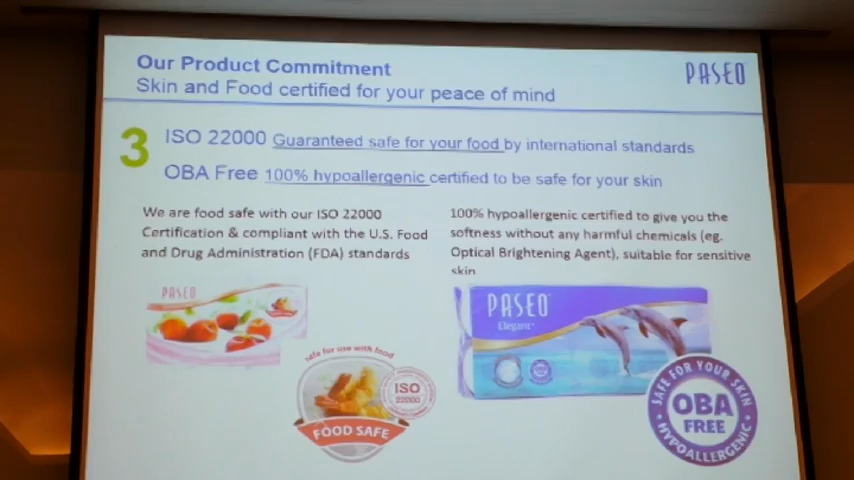 Our Product Commitment
Skin and Food certified for your peace of mind
PASEO
3
ISO 22000 Guaranteed safe for your food by international standards
OBA Free 100% hypoallergenic certified to be safe for your skin
We are food safe with our ISO 22000
Certification & compliant with the U.S. Food
and Drug Administration (FDA) standards
100% hypoallergenic certified to give you the
softness without any harmful chemicals (eg.
Optical Brightening Agent), suitable for sensitive
skin
PASEO
safe for use with food
ISO
22000
FOOD SAFE
PASEO
Elegant
SAFE FOR YOUR SKIN
OBA
FREE
HYPOALLERGENIC